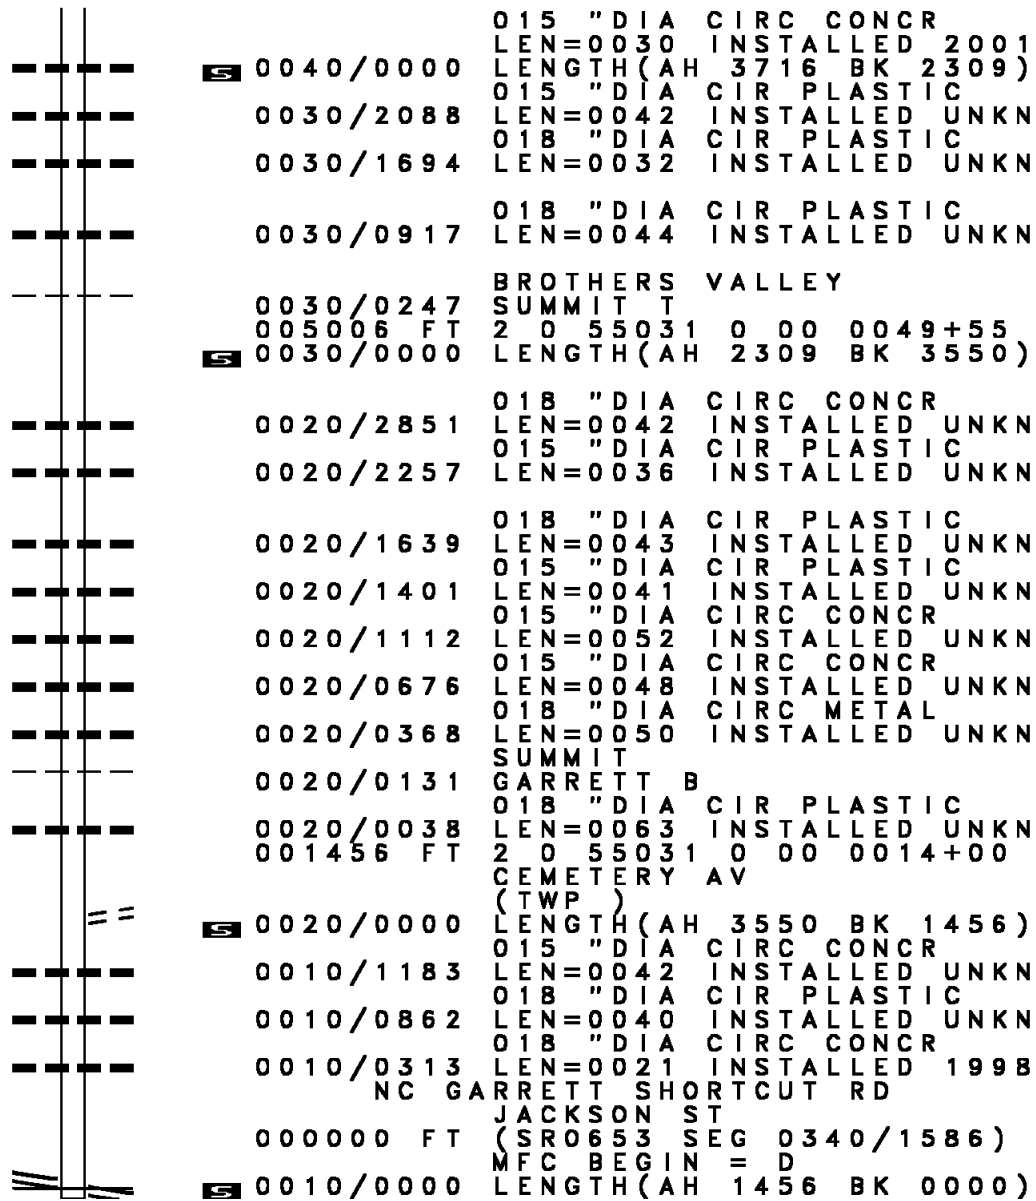 015 "DIA CIRC CONCR
LEN=0030 INSTALLED 2001
S 0040/0000 LENGTH(AH 3716 BK 2309)
015 "DIA CIR PLASTIC
0030/2088 LEN=0042 INSTALLED UNKN
018 "DIA CIR PLASTIC
0030/1694 LEN=0032 INSTALLED UNKN
018 "DIA CIR PLASTIC
0030/0917 LEN=0044 INSTALLED UNKN
BROTHERS VALLEY
0030/0247 SUMMIT T
005006 FT 2 0 55031 0 00 0049+55
S 0030/0000 LENGTH(AH 2309 BK 3550)
018 "DIA CIRC CONCR
0020/2851 LEN=0042 INSTALLED UNKN
015 "DIA CIR PLASTIC
0020/2257 LEN=0036 INSTALLED UNKN
018 "DIA CIR PLASTIC
0020/1639 LEN=0043 INSTALLED UNKN
015 "DIA CIR PLASTIC
0020/1401 LEN=0041 INSTALLED UNKN
015 "DIA CIRC CONCR
0020/1112 LEN=0052 INSTALLED UNKN
015 "DIA CIRC CONCR
0020/0676 LEN=0048 INSTALLED UNKN
018 "DIA CIRC METAL
0020/0368 LEN=0050 INSTALLED UNKN
SUMMIT
0020/0131 GARRETT B
018 "DIA CIR PLASTIC
0020/0038 LEN=0063 INSTALLED UNKN
001456 FT 2 0 55031 0 00 0014+00
CEMETERY AV
(TWP )
S 0020/0000 LENGTH(AH 3550 BK 1456)
015 "DIA CIRC CONCR
0010/1183 LEN=0042 INSTALLED UNKN
018 "DIA CIR PLASTIC
0010/0862 LEN=0040 INSTALLED UNKN
018 "DIA CIRC CONCR
0010/0313 LEN=0021 INSTALLED 1998
NC GARRETT SHORTCUT RD
JACKSON ST
000000 FT (SR0653 SEG 0340/1586)
MFC BEGIN = D
S 0010/0000 LENGTH(AH 1456 BK 0000)